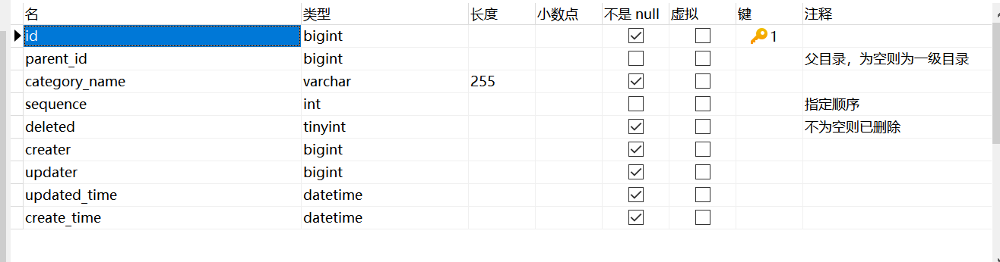 名 类型 长度 小数点 不是 null 虚拟 键 注释
id bigint 1
parent_id bigint 父目录，为空则为一级目录
category_name varchar 255
sequence int 指定顺序
deleted tinyint 不为空则已删除
creater bigint
updater bigint
updated_time datetime
create_time datetime